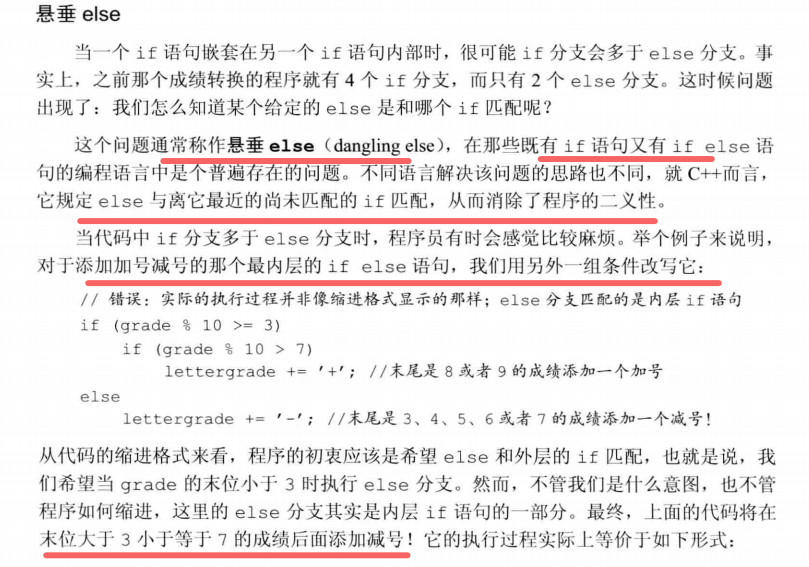 悬垂 else
当一个 if 语句嵌套在另一个 if 语句内部时，很可能 if 分支会多于 else 分支。事
实上，之前那个成绩转换的程序就有 4 个 if 分支，而只有 2 个 else 分支。这时候问题
出现了：我们怎么知道某个给定的 else 是和哪个 if 匹配呢？
这个问题通常称作悬垂 else（dangling else），在那些既有 if 语句又有 if else 语
句的编程语言中是个普遍存在的问题。不同语言解决该问题的思路也不同，就 C++而言，
它规定 else 与离它最近的尚未匹配的 if 匹配，从而消除了程序的二义性。
当代码中 if 分支多于 else 分支时，程序员有时会感觉比较麻烦。举个例子来说明，
对于添加加号减号的那个最内层的 if else 语句，我们用另外一组条件改写它：
// 错误：实际的执行过程并非像缩进格式显示的那样；else 分支匹配的是内层 if 语句
if (grade % 10 >= 3)
if (grade % 10 > 7)
lettergrade += '+'; //末尾是 8 或者 9 的成绩添加一个加号
else
lettergrade += '-'; //末尾是 3、4、5、6 或者 7 的成绩添加一个减号！
从代码的缩进格式来看，程序的初衷应该是希望 else 和外层的 if 匹配，也就是说，我
们希望当 grade 的末位小于 3 时执行 else 分支。然而，不管我们是什么意图，也不管
程序如何缩进，这里的 else 分支其实是内层 if 语句的一部分。最终，上面的代码将在
末位大于 3 小于等于 7 的成绩后面添加减号！它的执行过程实际上等价于如下形式：